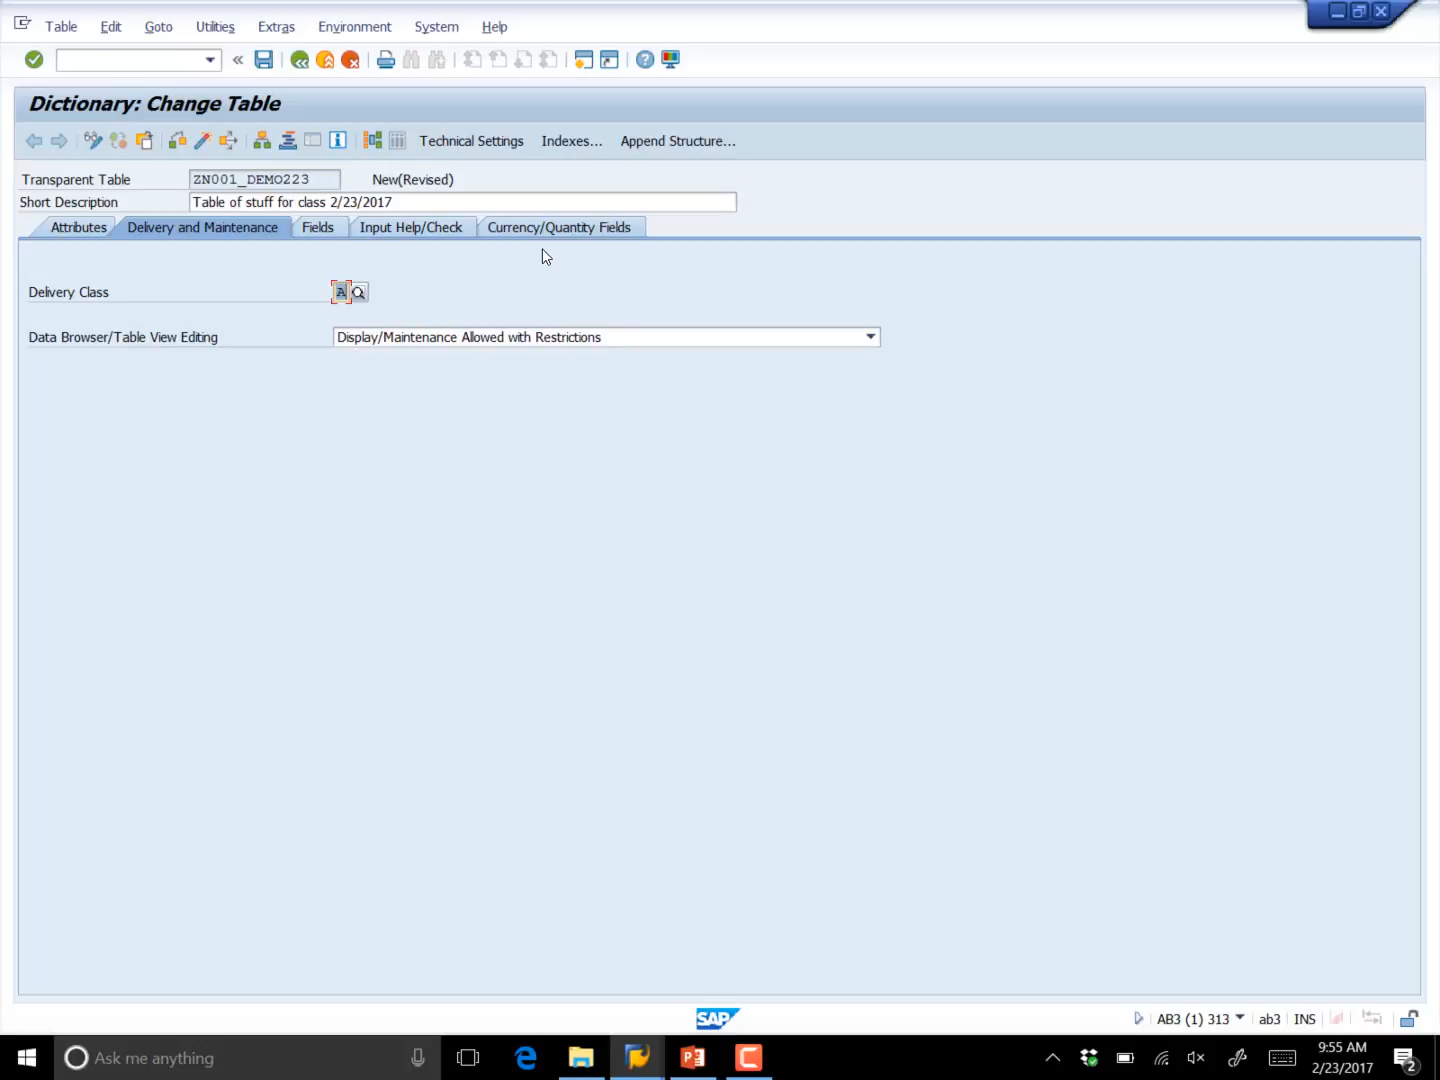 Table Edit Goto Utilities Extras Environment System Help
Dictionary: Change Table
Technical Settings Indexes... Append Structure...
Transparent Table ZN001_DEMO223 New(Revised)
Short Description Table of stuff for class 2/23/2017
Attributes Delivery and Maintenance Fields Input Help/Check Currency/Quantity Fields
Delivery Class A
Data Browser/Table View Editing Display/Maintenance Allowed with Restrictions
SAP AB3 (1) 313 ab3 INS
Ask me anything
9:55 AM
2/23/2017
2